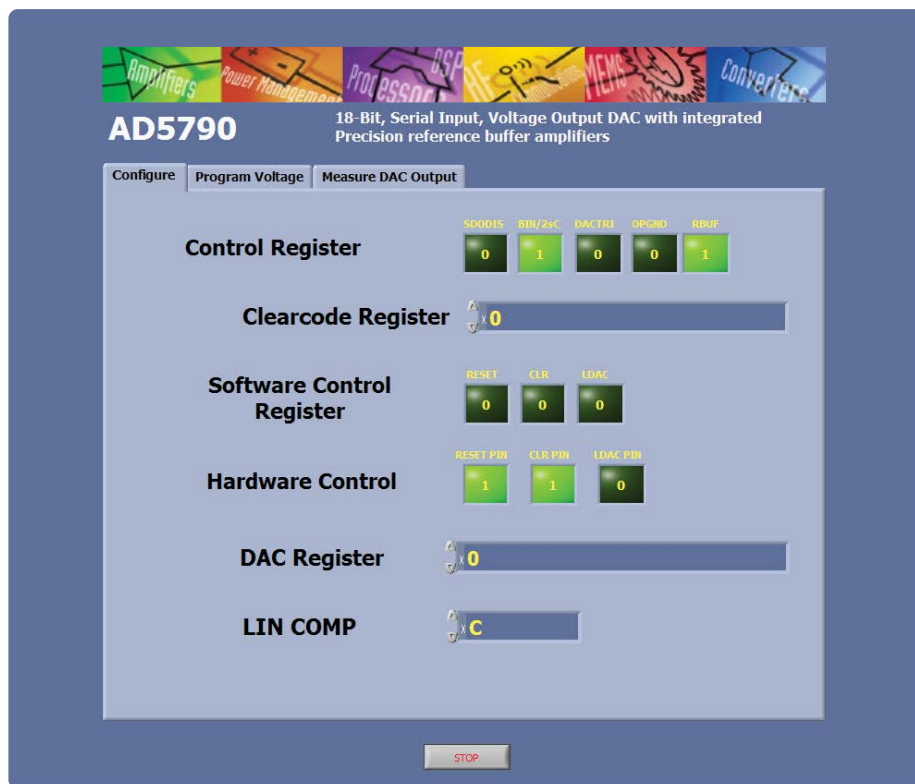 Amplifiers Power Management Processors DSP RF MEMS Converters
AD5790
18-Bit, Serial Input, Voltage Output DAC with integrated
Precision reference buffer amplifiers
Configure Program Voltage Measure DAC Output
SDODIS BIN/2sC DACTRI OPGND RBUF
Control Register 0 1 0 0 1
Clearcode Register x 0
RESET CLR LDAC
Software Control
Register
0 0 0
RESET PIN CLR PIN LDAC PIN
Hardware Control 1 1 0
DAC Register x 0
LIN COMP x C
STOP